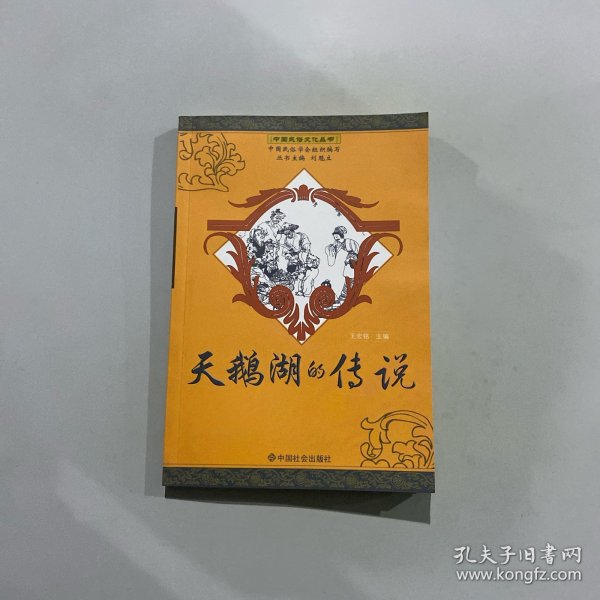 中国民俗文化丛书
中国民俗学会组织编写
丛书主编 刘魁立
王宏铭 主编
天鹅湖的传说
中国社会出版社
孔夫子旧书网
www.kongfz.com